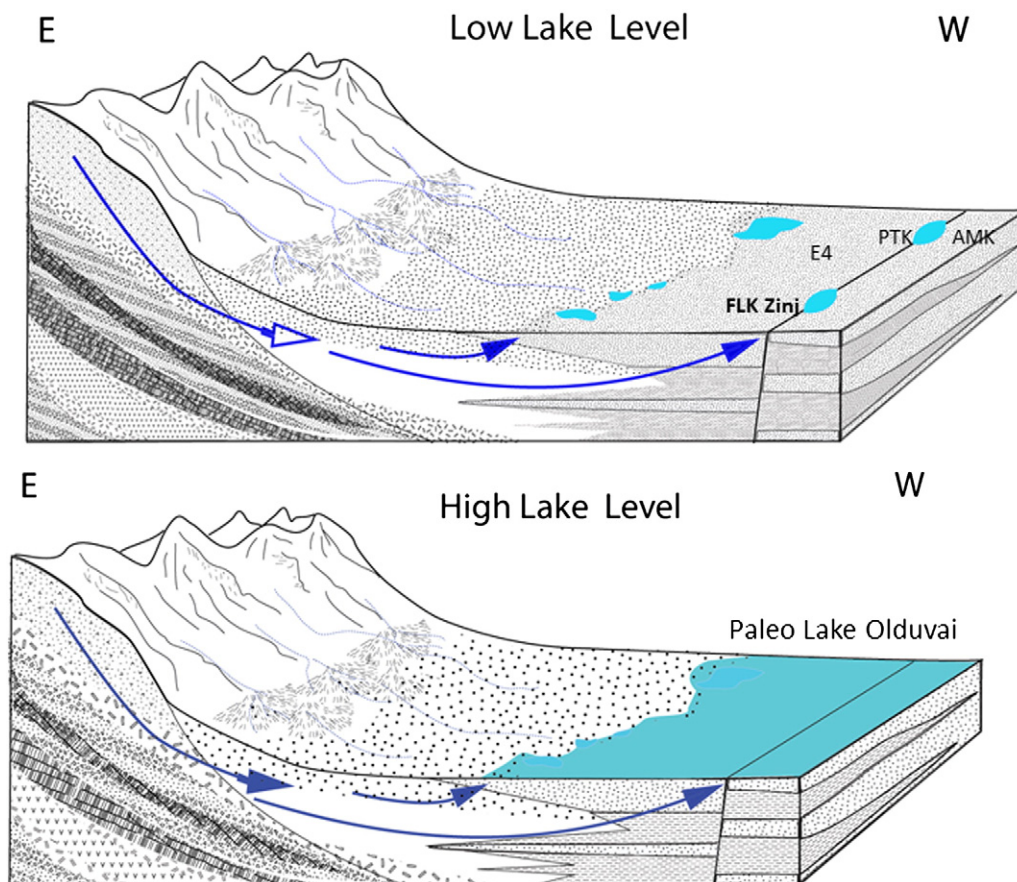 E
Low Lake Level
W
PTK
AMK
E4
FLK Zinj
E
High Lake Level
W
Paleo Lake Olduvai